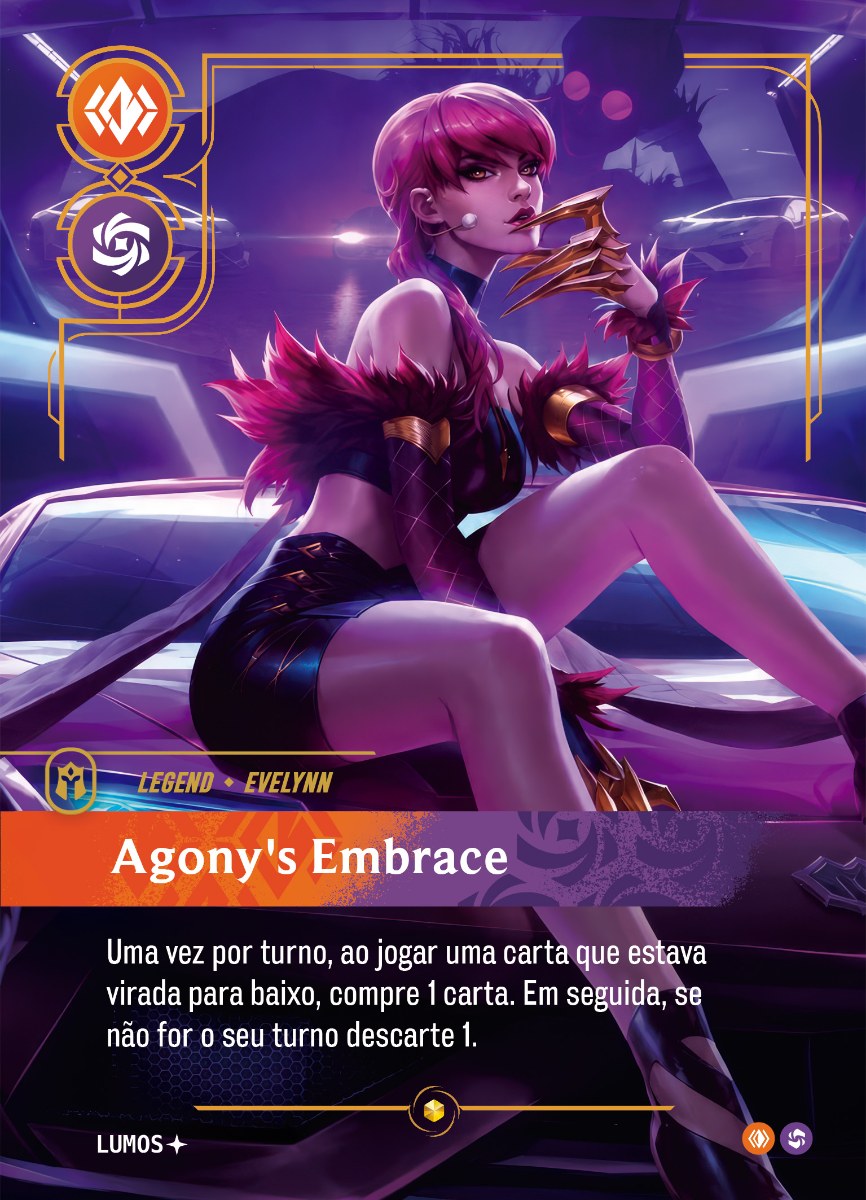 LEGEND • EVELYNN
Agony's Embrace
Uma vez por turno, ao jogar uma carta que estava
virada para baixo, compre 1 carta. Em seguida, se
não for o seu turno descarte 1.
LUMOS